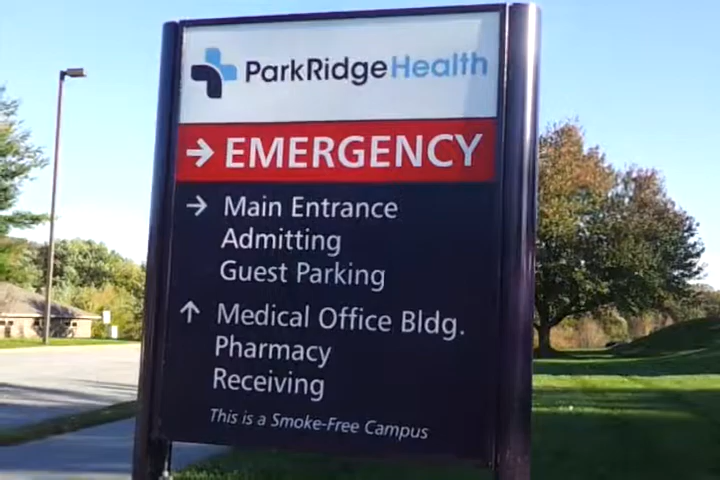 ParkRidgeHealth
→ EMERGENCY
→ Main Entrance
Admitting
Guest Parking
↑ Medical Office Bldg.
Pharmacy
Receiving
This is a Smoke-Free Campus